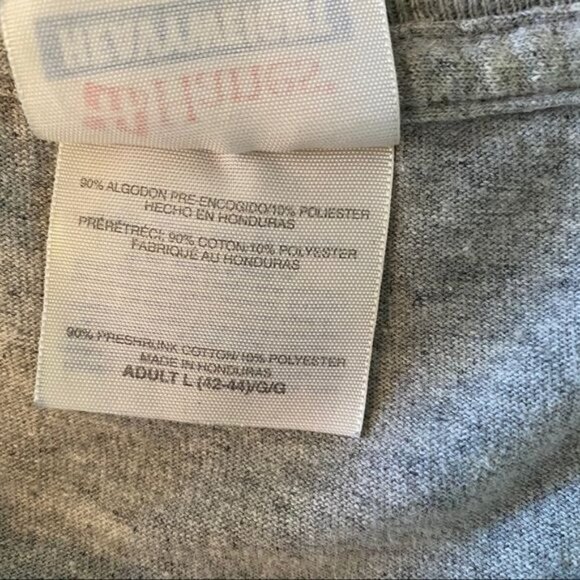 HEVAYWEIGHT
90% ALGODON PRE-ENCOGIDO/10% POLIESTER
HECHO EN HONDURAS
PRÉRÉTRÉCI, 90% COTON/10% POLYESTER
FABRIQUÉ AU HONDURAS
90% PRESHRUNK COTTON/10% POLYESTER
MADE IN HONDURAS
ADULT L (42-44)/G/G